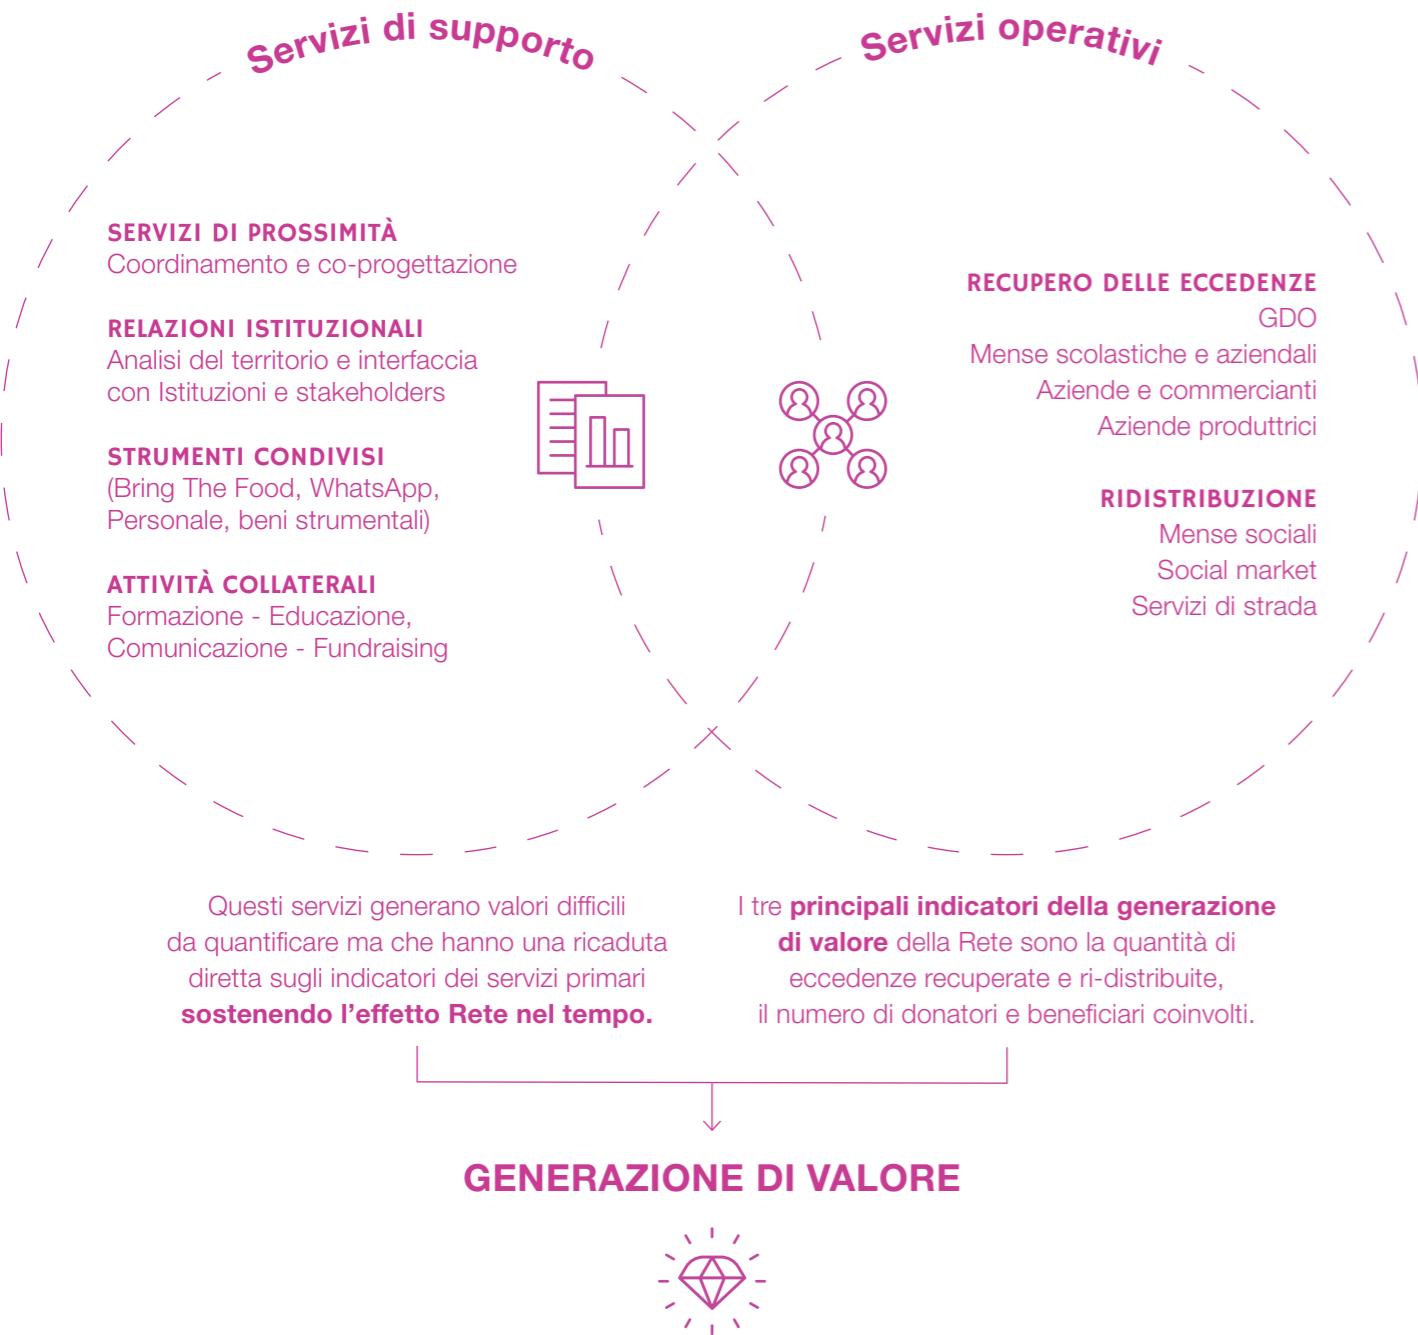 Servizi di supporto
SERVIZI DI PROSSIMITÀ
Coordinamento e co-progettazione
RELAZIONI ISTITUZIONALI
Analisi del territorio e interfaccia
con Istituzioni e stakeholders
STRUMENTI CONDIVISI
(Bring The Food, WhatsApp,
Personale, beni strumentali)
ATTIVITÀ COLLATERALI
Formazione - Educazione,
Comunicazione - Fundraising
Servizi operativi
RECUPERO DELLE ECCEDENZE
GDO
Mense scolastiche e aziendali
Aziende e commercianti
Aziende produttrici
RIDISTRIBUZIONE
Mense sociali
Social market
Servizi di strada
Questi servizi generano valori difficili
da quantificare ma che hanno una ricaduta
diretta sugli indicatori dei servizi primari
sostenendo l’effetto Rete nel tempo.
I tre principali indicatori della generazione
di valore della Rete sono la quantità di
eccedenze recuperate e ri-distribuite,
il numero di donatori e beneficiari coinvolti.
GENERAZIONE DI VALORE